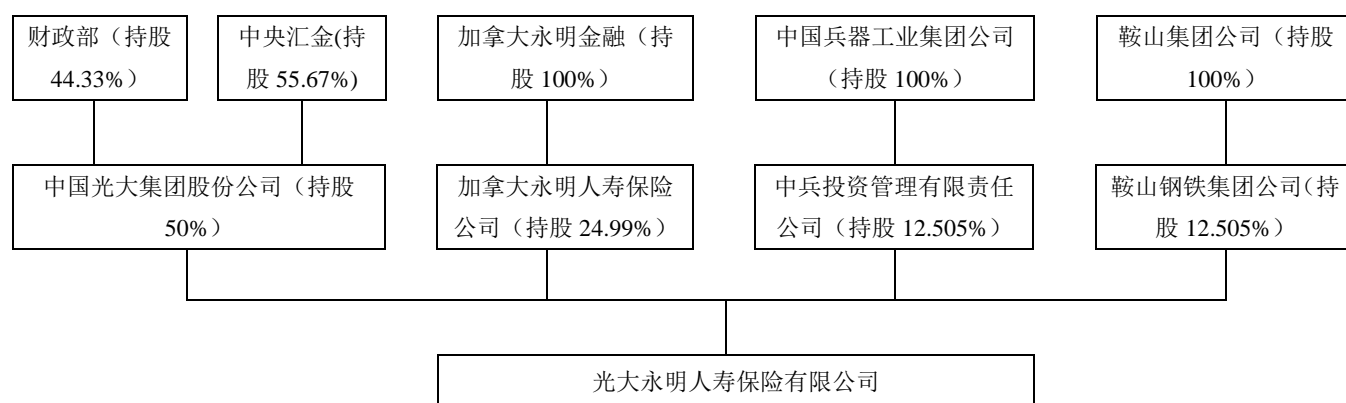 财政部（持股
44.33%）
中央汇金(持
股 55.67%)
加拿大永明金融（持
股 100%）
中国兵器工业集团公司
（持股 100%）
鞍山集团公司（持股
100%）
中国光大集团股份公司（持股
50%）
加拿大永明人寿保险
公司（持股 24.99%）
中兵投资管理有限责任
公司（持股 12.505%）
鞍山钢铁集团公司（持
股 12.505%）
光大永明人寿保险有限公司